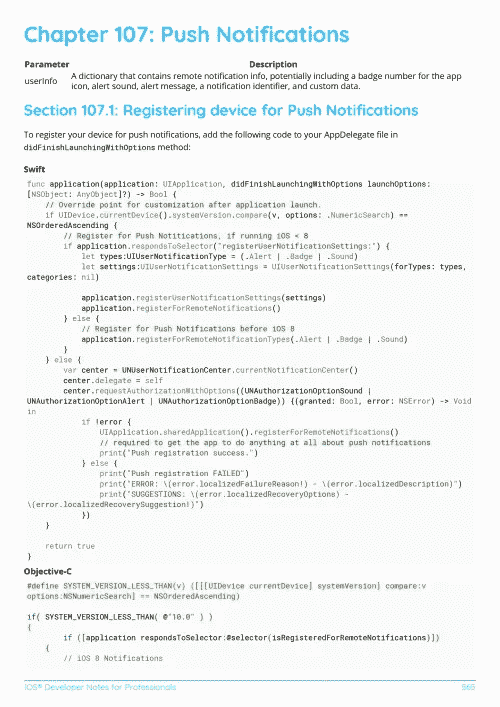 Chapter 107: Push Notifications
Parameter Description
userInfo A dictionary that contains remote notification info, potentially including a badge number for the app
icon, alert sound, alert message, a notification identifier, and custom data.
Section 107.1: Registering device for Push Notifications
To register your device for push notifications, add the following code to your AppDelegate file in
didFinishLaunchingWithOptions method:
Swift
func application(application: UIApplication, didFinishLaunchingWithOptions launchOptions:
[NSObject: AnyObject]?) -> Bool {
// Override point for customization after application launch.
if UIDevice.currentDevice().systemVersion.compare(v, options: .NumericSearch) ==
NSOrderedAscending {
// Register for Push Notitications, if running iOS < 8
if application.respondsToSelector("registerUserNotificationSettings:") {
let types:UIUserNotificationType = (.Alert | .Badge | .Sound)
let settings:UIUserNotificationSettings = UIUserNotificationSettings(forTypes: types,
categories: nil)
application.registerUserNotificationSettings(settings)
application.registerForRemoteNotifications()
} else {
// Register for Push Notifications before iOS 8
application.registerForRemoteNotificationTypes(.Alert | .Badge | .Sound)
}
} else {
var center = UNUserNotificationCenter.currentNotificationCenter()
center.delegate = self
center.requestAuthorizationWithOptions((UNAuthorizationOptionSound |
UNAuthorizationOptionAlert | UNAuthorizationOptionBadge)) {(granted: Bool, error: NSError) -> Void
in
if !error {
UIApplication.sharedApplication().registerForRemoteNotifications()
// required to get the app to do anything at all about push notifications
print("Push registration success.")
} else {
print("Push registration FAILED")
print("ERROR: \(error.localizedFailureReason!) - \(error.localizedDescription)")
print("SUGGESTIONS: \(error.localizedRecoveryOptions) -
\(error.localizedRecoverySuggestion!)")
})
}
return true
}
Objective-C
#define SYSTEM_VERSION_LESS_THAN(v) ([[[UIDevice currentDevice] systemVersion] compare:v
options:NSNumericSearch] == NSOrderedAscending)
if( SYSTEM_VERSION_LESS_THAN( @"10.0" ) )
{
if ([application respondsToSelector:@selector(isRegisteredForRemoteNotifications)])
{
// iOS 8 Notifications
iOS® Developer Notes for Professionals 565